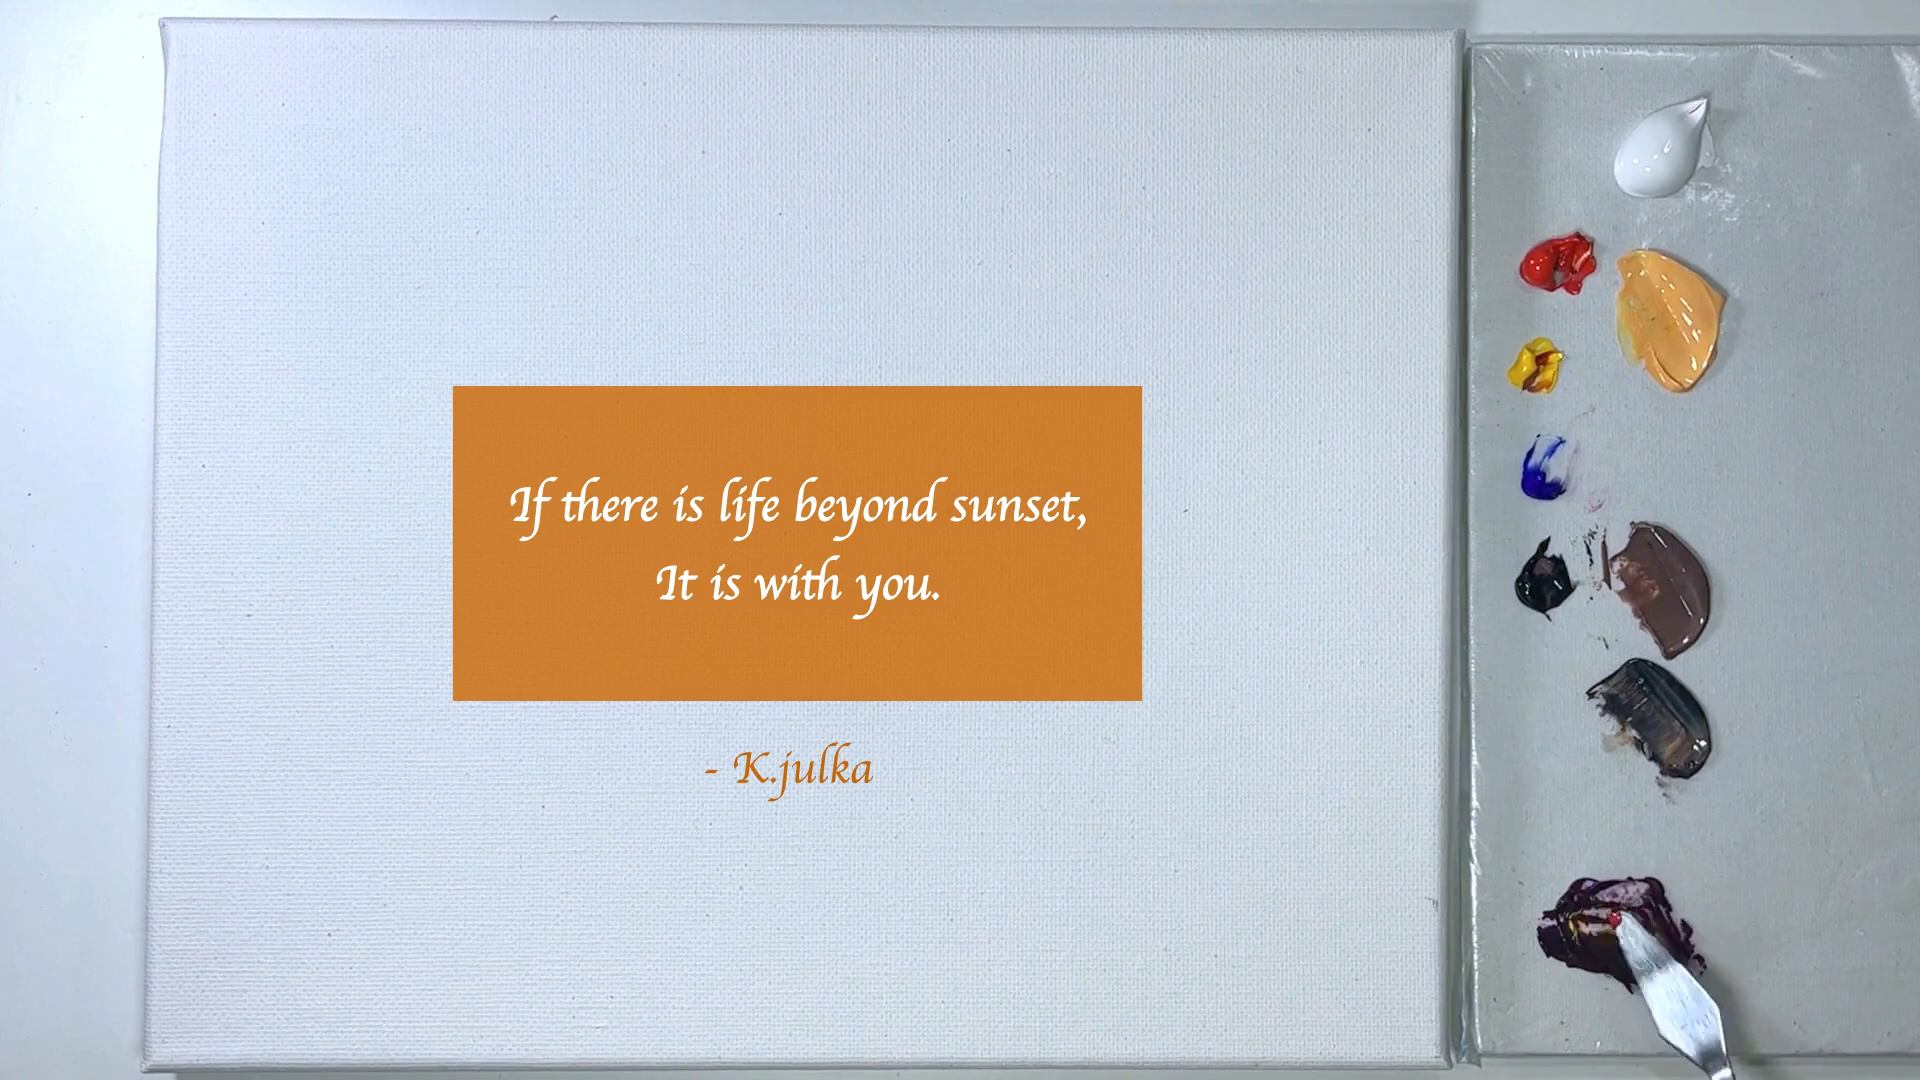 If there is life beyond sunset,
It is with you.
- K.julka